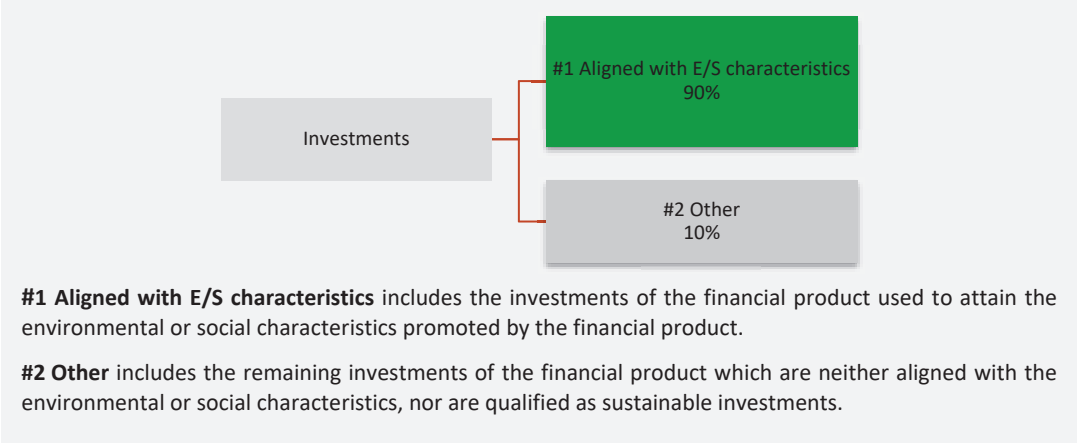 #1 Aligned with E/S characteristics
90%
Investments
#2 Other
10%
#1 Aligned with E/S characteristics includes the investments of the financial product used to attain the
environmental or social characteristics promoted by the financial product.
#2 Other includes the remaining investments of the financial product which are neither aligned with the
environmental or social characteristics, nor are qualified as sustainable investments.